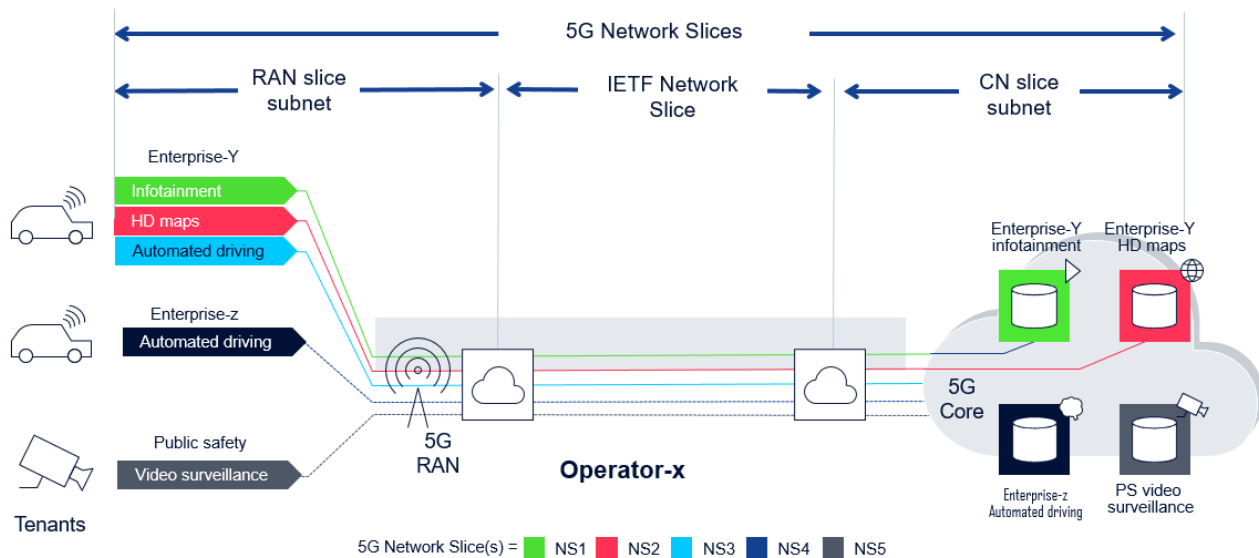 5G Network Slices
RAN slice
subnet
IETF Network
Slice
CN slice
subnet
Enterprise-Y
Infotainment
HD maps
Automated driving
Enterprise-z
Automated driving
Public safety
Video surveillance
Tenants
5G
RAN
Operator-x
Enterprise-Y
infotainment
Enterprise-Y
HD maps
5G
Core
Enterprise-z
Automated driving
PS video
surveillance
5G Network Slice(s) = NS1 NS2 NS3 NS4 NS5